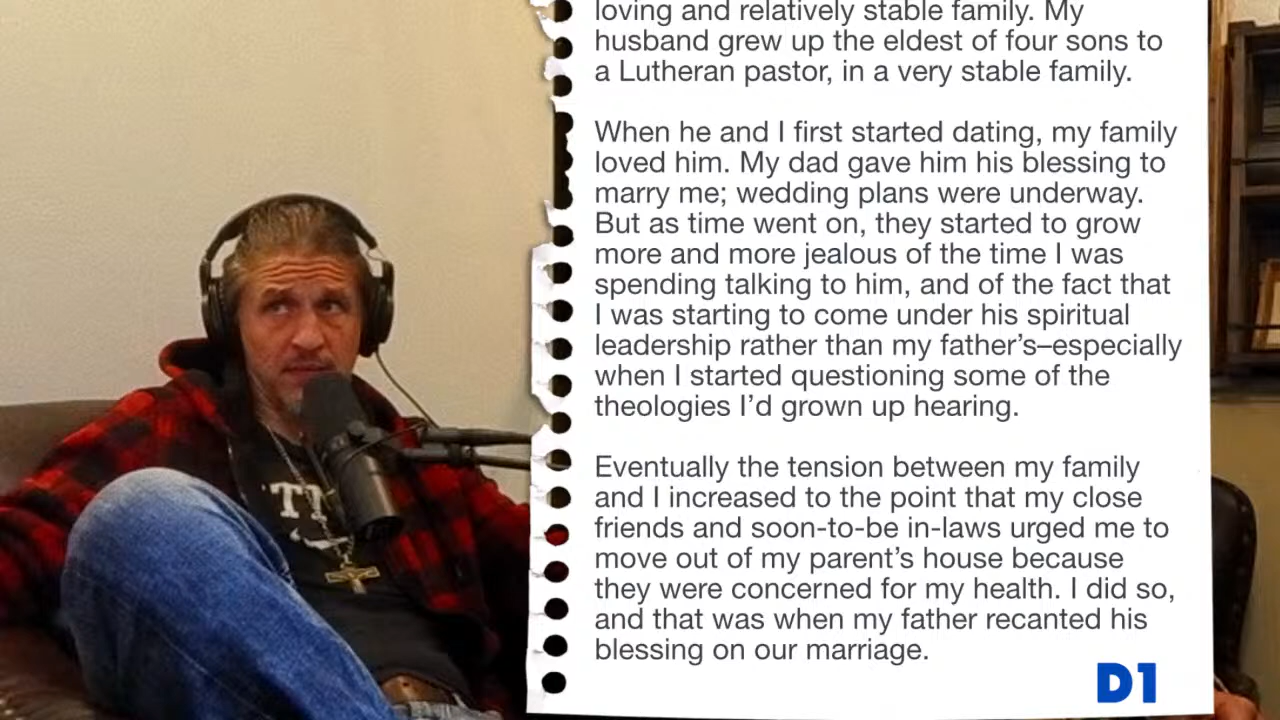 loving and relatively stable family. My
husband grew up the eldest of four sons to
a Lutheran pastor, in a very stable family.
When he and I first started dating, my family
loved him. My dad gave him his blessing to
marry me; wedding plans were underway.
But as time went on, they started to grow
more and more jealous of the time I was
spending talking to him, and of the fact that
I was starting to come under his spiritual
leadership rather than my father’s–especially
when I started questioning some of the
theologies I’d grown up hearing.
Eventually the tension between my family
and I increased to the point that my close
friends and soon-to-be in-laws urged me to
move out of my parent’s house because
they were concerned for my health. I did so,
and that was when my father recanted his
blessing on our marriage.
D1